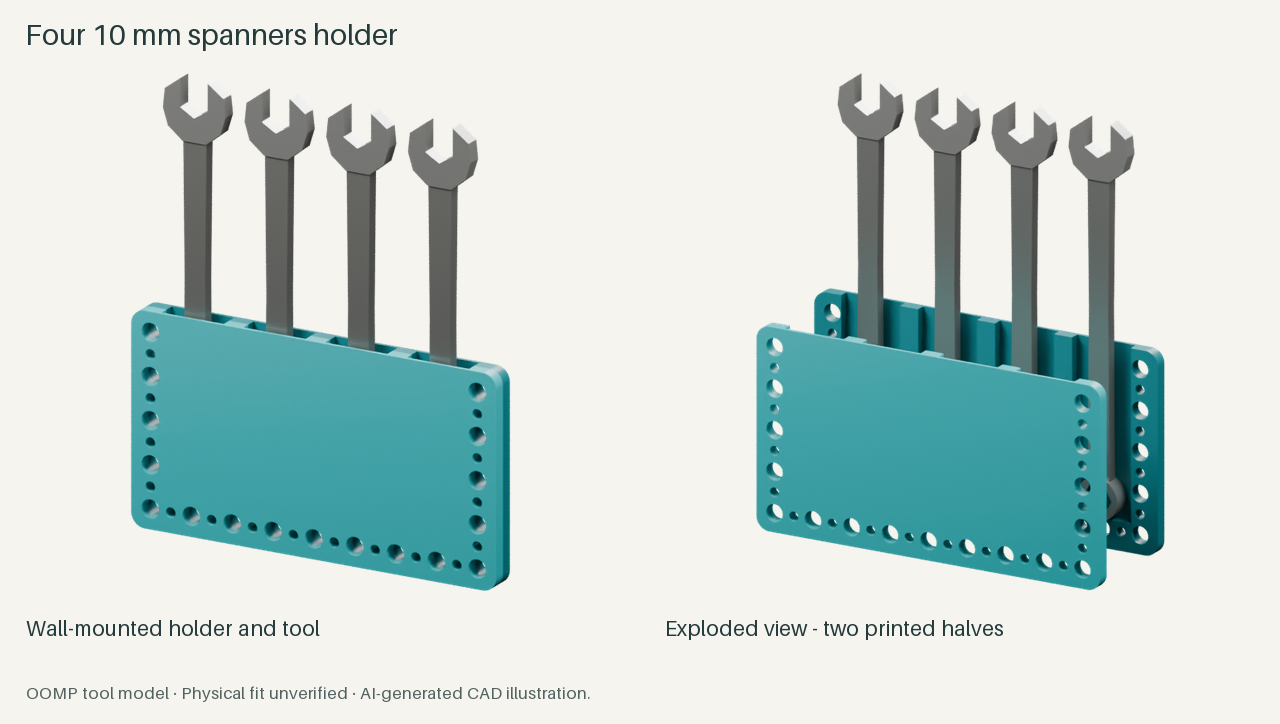 Four 10 mm spanners holder
Wall-mounted holder and tool
Exploded view - two printed halves
OOMP tool model · Physical fit unverified · AI-generated CAD illustration.